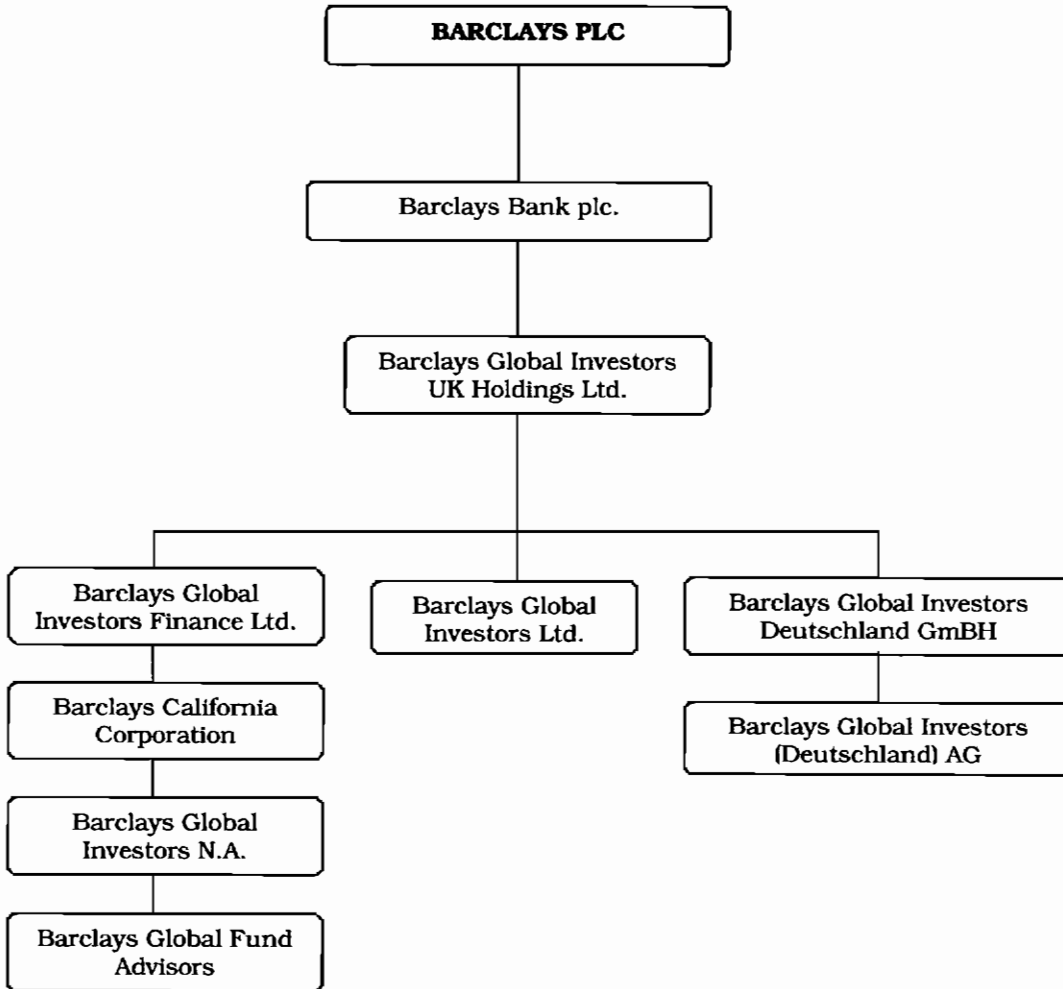 BARCLAYS PLC
Barclays Bank plc.
Barclays Global Investors
UK Holdings Ltd.
Barclays Global
Investors Finance Ltd.
Barclays Global
Investors Ltd.
Barclays Global Investors
Deutschland GmBH
Barclays California
Corporation
Barclays Global Investors
(Deutschland) AG
Barclays Global
Investors N.A.
Barclays Global Fund
Advisors